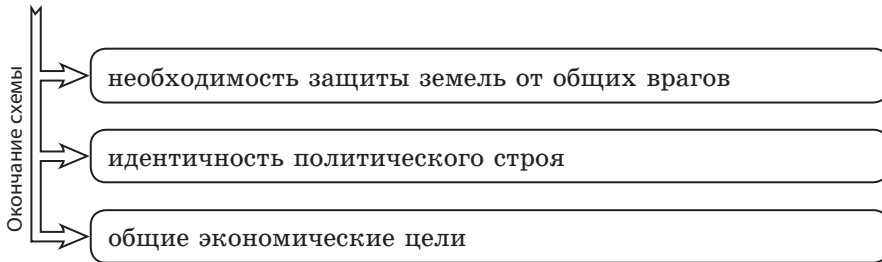 Окончание схемы
необходимость защиты земель от общих врагов
идентичность политического строя
общие экономические цели